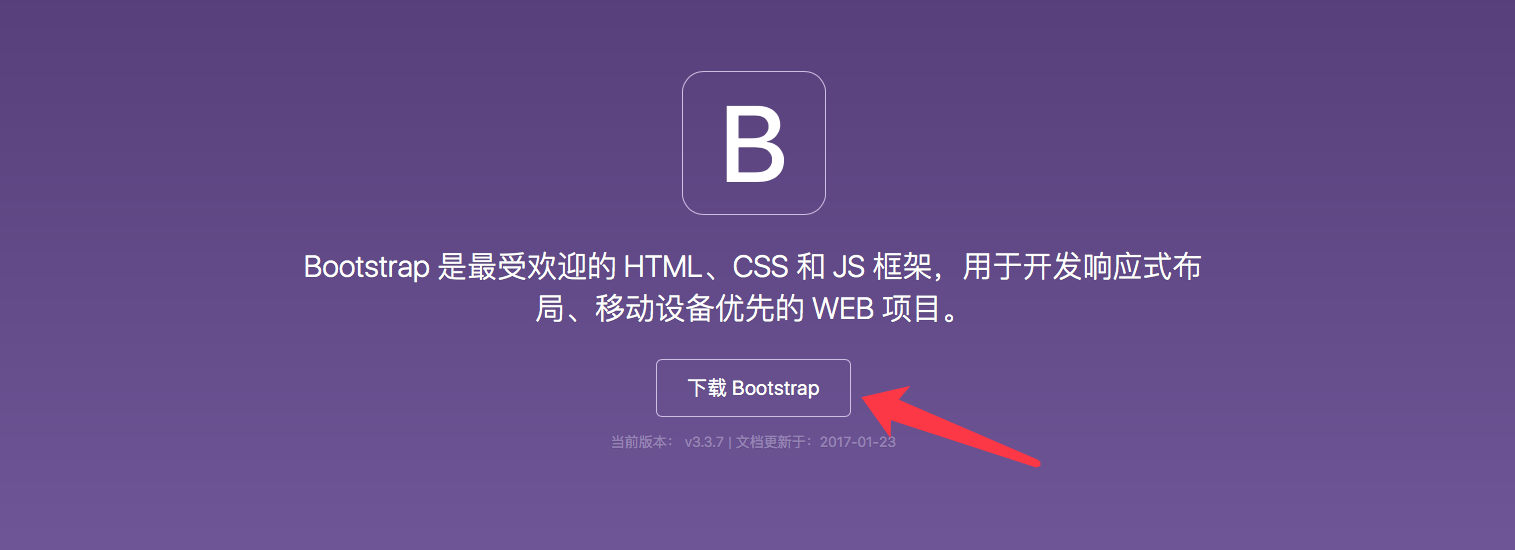 B
Bootstrap 是最受欢迎的 HTML、CSS 和 JS 框架，用于开发响应式布
局、移动设备优先的 WEB 项目。
下载 Bootstrap
当前版本： v3.3.7 | 文档更新于：2017-01-23